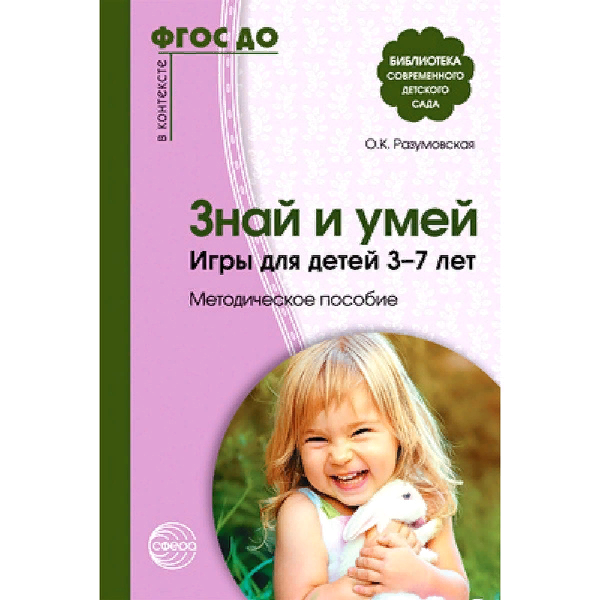 ФГОС ДО
в контексте
БИБЛИОТЕКА
СОВРЕМЕННОГО
ДЕТСКОГО
САДА
О.К. Разумовская
Знай и умей
Игры для детей 3–7 лет
Методическое пособие
сфера